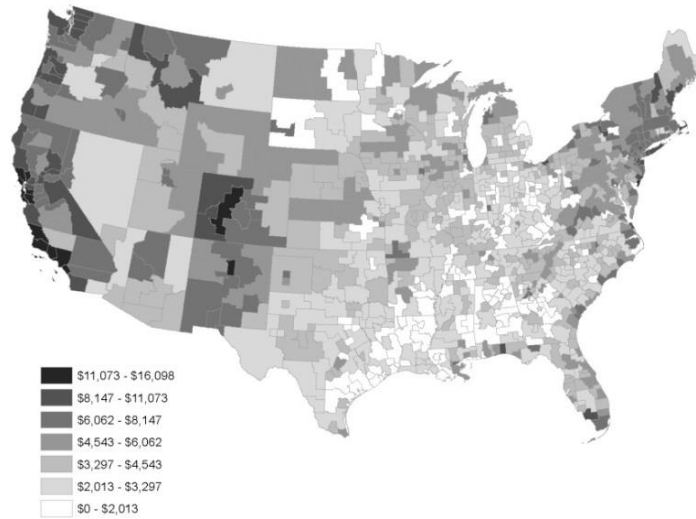 $11,073 - $16,098
$8,147 - $11,073
$6,062 - $8,147
$4,543 - $6,062
$3,297 - $4,543
$2,013 - $3,297
$0 - $2,013